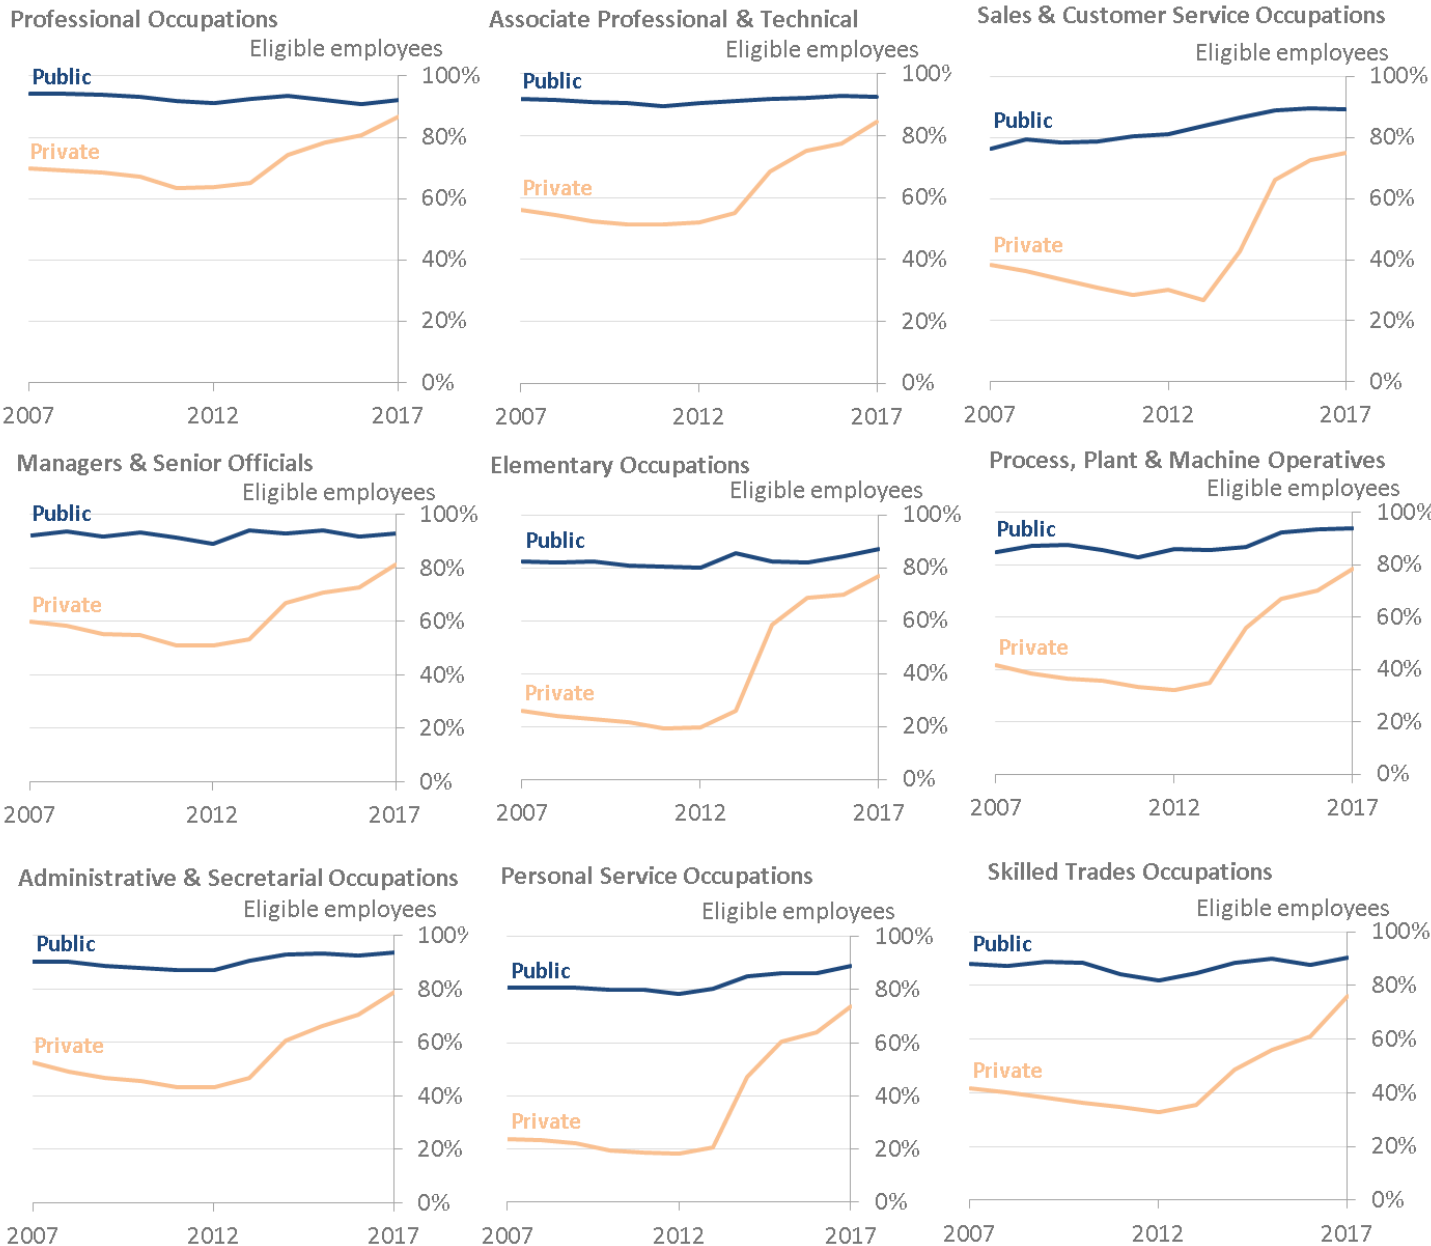 Professional Occupations
Eligible employees
Public
Private
100%
80%
60%
40%
20%
0%
2007
2012
2017
Associate Professional & Technical
Eligible employees
Public
Private
100%
80%
60%
40%
20%
0%
2007
2012
2017
Sales & Customer Service Occupations
Eligible employees
Public
Private
100%
80%
60%
40%
20%
0%
2007
2012
2017
Managers & Senior Officials
Eligible employees
Public
Private
100%
80%
60%
40%
20%
0%
2007
2012
2017
Elementary Occupations
Eligible employees
Public
Private
100%
80%
60%
40%
20%
0%
2007
2012
2017
Process, Plant & Machine Operatives
Eligible employees
Public
Private
100%
80%
60%
40%
20%
0%
2007
2012
2017
Administrative & Secretarial Occupations
Eligible employees
Public
Private
100%
80%
60%
40%
20%
0%
2007
2012
2017
Personal Service Occupations
Eligible employees
Public
Private
100%
80%
60%
40%
20%
0%
2007
2012
2017
Skilled Trades Occupations
Eligible employees
Public
Private
100%
80%
60%
40%
20%
0%
2007
2012
2017